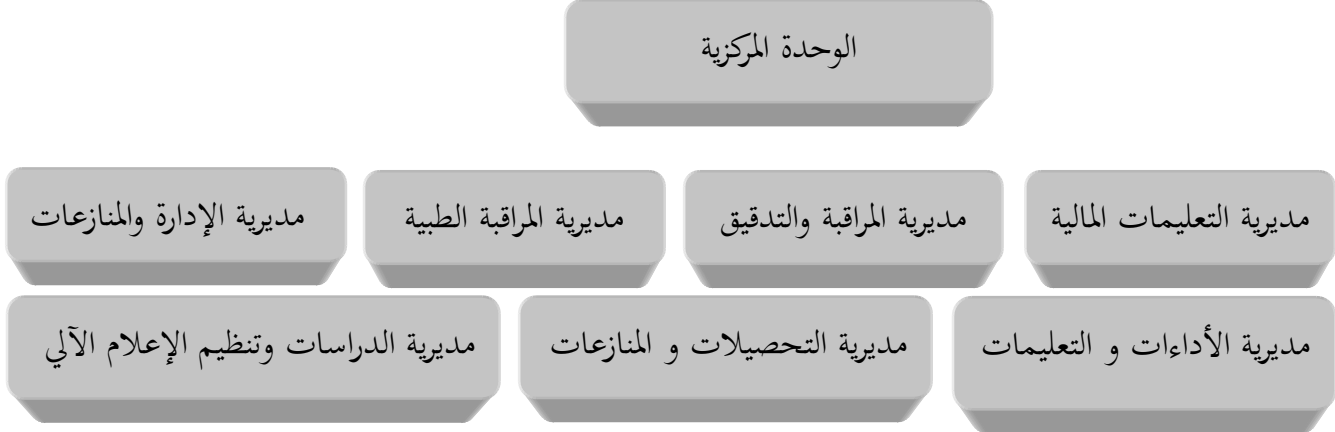 الوحدة المركزية
مديرية التعليمات المالية
مديرية المراقبة والتدقيق
مديرية المراقبة الطبية
مديرية الإدارة والمنازعات
مديرية الأداءات و التعليمات
مديرية التحصيلات و المنازعات
مديرية الدراسات وتنظيم الإعلام الآلي